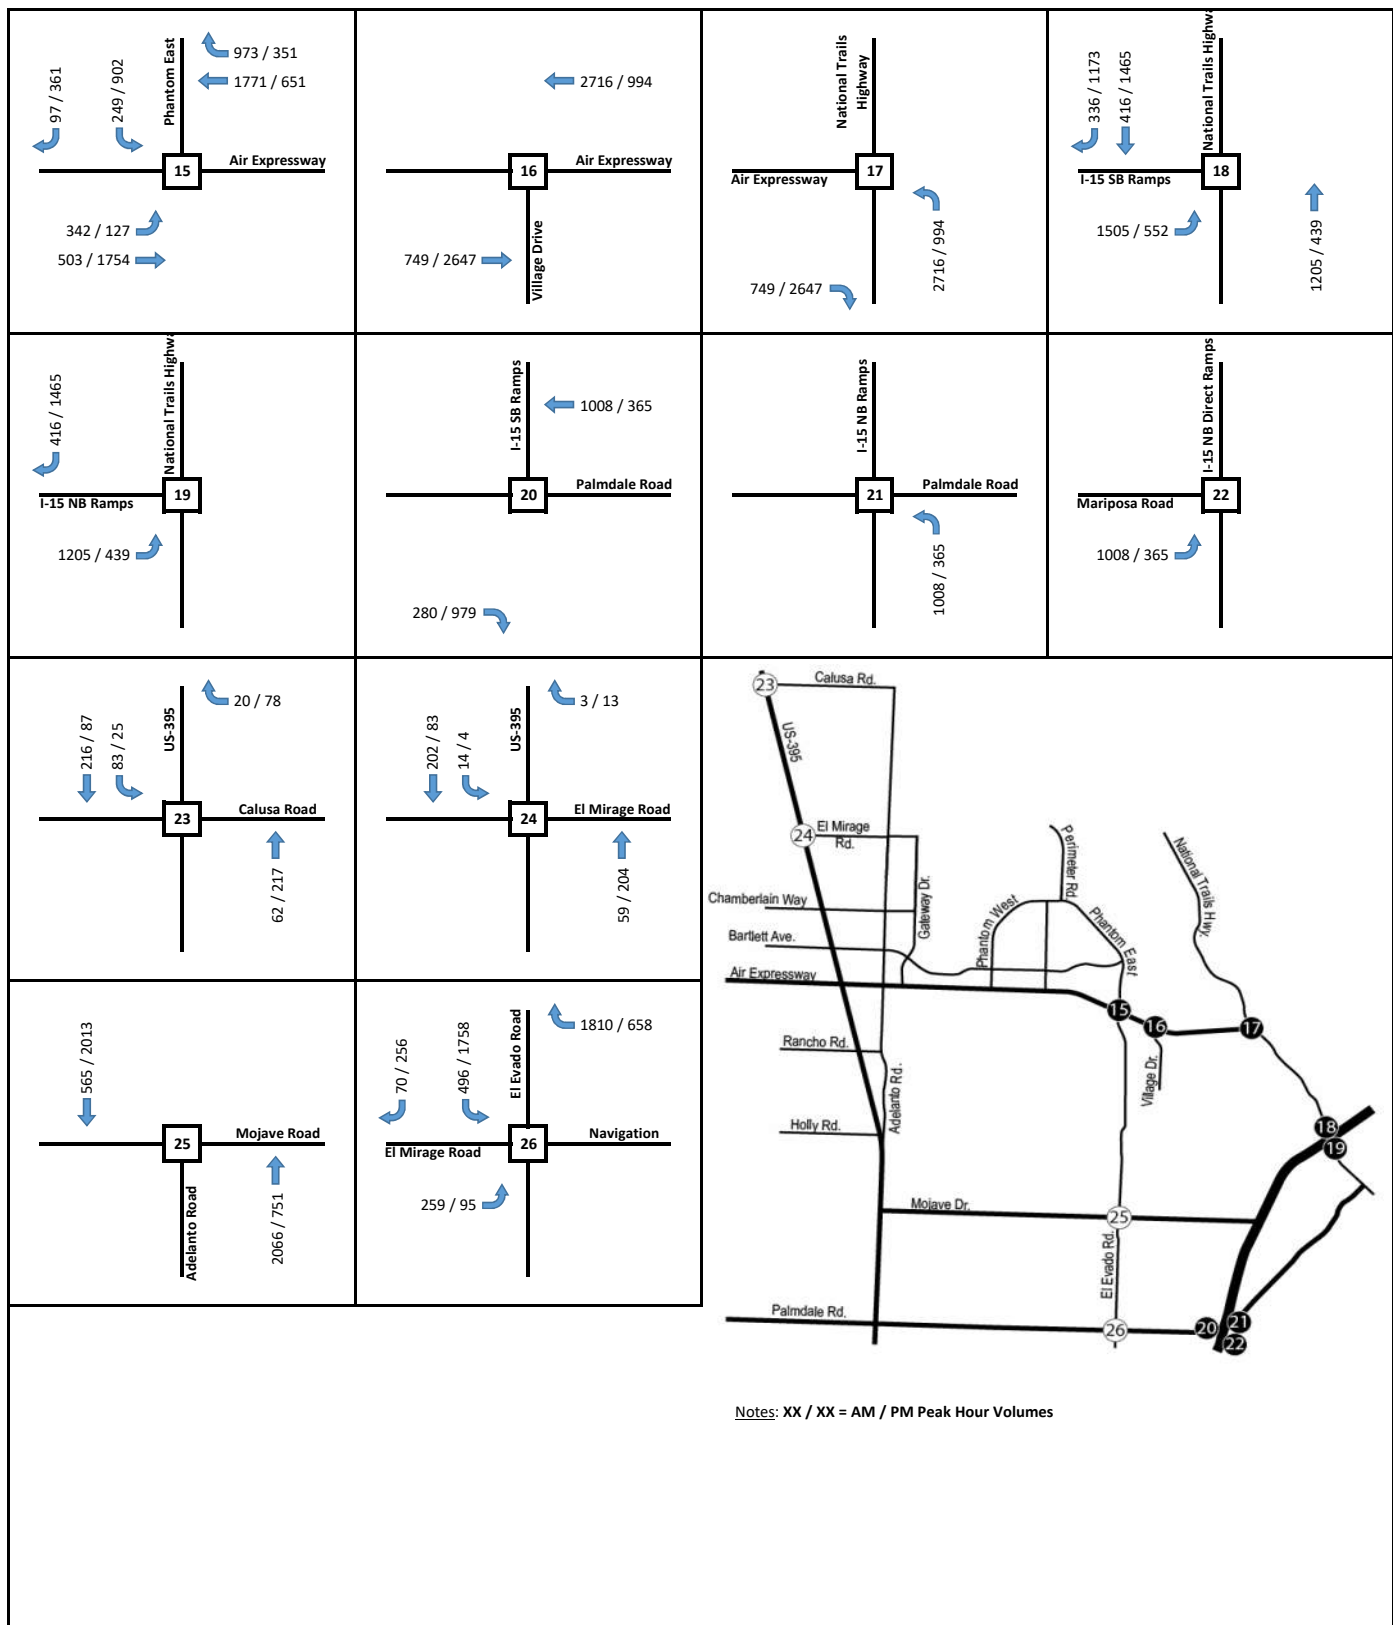 973 / 351
1771 / 651
97 / 361
249 / 902
Phantom East
Air Expressway
15
342 / 127
503 / 1754
2716 / 994
Air Expressway
16
749 / 2647
Village Drive
National Trails
Highway
Air Expressway
17
749 / 2647
2716 / 994
336 / 1173
416 / 1465
National Trails Highwa
I-15 SB Ramps
18
1505 / 552
1205 / 439
416 / 1465
National Trails Highwa
I-15 NB Ramps
19
1205 / 439
I-15 SB Ramps
1008 / 365
Palmdale Road
20
280 / 979
I-15 NB Ramps
Palmdale Road
21
1008 / 365
I-15 NB Direct Ramps
Mariposa Road
22
1008 / 365
20 / 78
216 / 87
83 / 25
US-395
Calusa Road
23
62 / 217
3 / 13
202 / 83
14 / 4
US-395
El Mirage Road
24
59 / 204
565 / 2013
Mojave Road
25
Adelanto Road
2066 / 751
1810 / 658
70 / 256
496 / 1758
El Evado Road
Navigation
El Mirage Road
26
259 / 95
23
Calusa Rd.
US-395
24
El Mirage
Rd.
Perimeter Rd.
National Trails Hwy.
Chamberlain Way
Gateway Dr.
Phantom West
Phantom East
Bartlett Ave.
Air Expressway
15
16
17
Rancho Rd.
Village Dr.
Adelanto Rd.
Holly Rd.
18
19
Mojave Dr.
25
El Evado Rd.
Palmdale Rd.
26
20
21
22
Notes: XX / XX = AM / PM Peak Hour Volumes